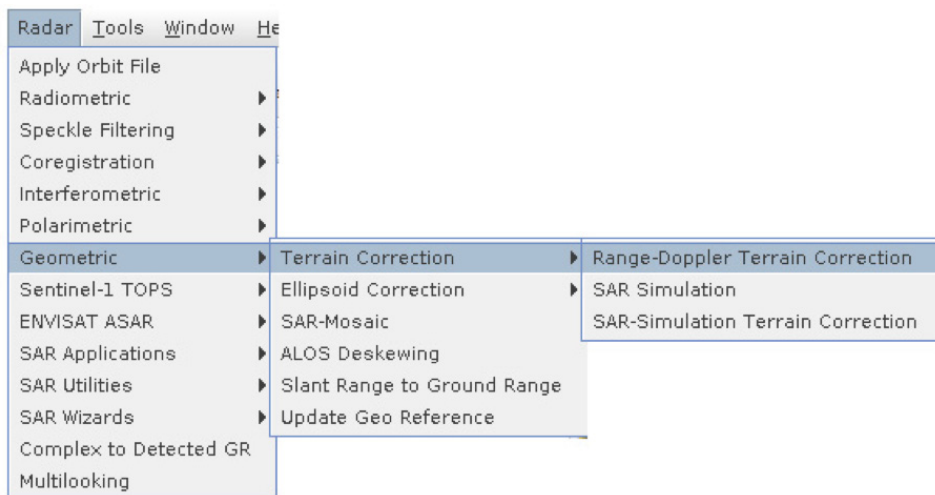 Radar Tools Window He
Apply Orbit File
Radiometric
Speckle Filtering
Coregistration
Interferometric
Polarimetric
Geometric Terrain Correction Range-Doppler Terrain Correction
Sentinel-1 TOPS Ellipsoid Correction SAR Simulation
ENVISAT ASAR SAR-Mosaic SAR-Simulation Terrain Correction
SAR Applications ALOS Deskewing
SAR Utilities Slant Range to Ground Range
SAR Wizards Update Geo Reference
Complex to Detected GR
Multilooking